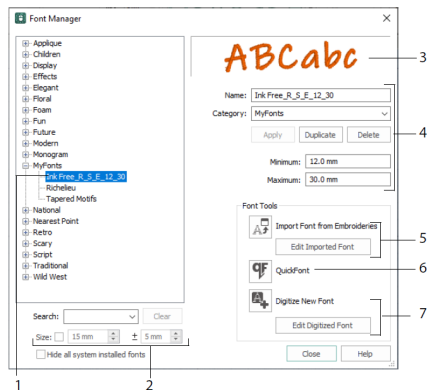 Font Manager
Applique
Children
Display
Effects
Elegant
Floral
Foam
Fun
Future
Modern
Monogram
MyFonts
Ink Free_R_S_E_12_30
Richelieu
Tapered Motifs
National
Nearest Point
Retro
Scary
Script
Traditional
Wild West
Search: Clear
Size: 15 mm ± 5 mm
Hide all system installed fonts
1
2
ABCabc
3
Name: Ink Free_R_S_E_12_30
Category: MyFonts
Apply Duplicate Delete
4
Minimum: 12.0 mm
Maximum: 30.0 mm
Font Tools
Import Font from Embroideries
Edit Imported Font
5
QuickFont
6
Digitize New Font
7
Edit Digitized Font
Close Help